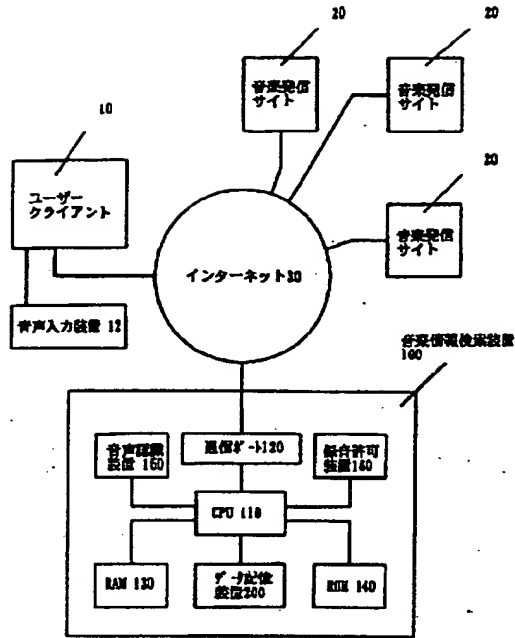 20
20
音楽発信
サイト
音楽発信
サイト
10
20
ユーザー
クライアント
音楽発信
サイト
インターネット30
音声入力装置 12
音楽情報検索装置
100
音声認識
装置 150
通信ポート120
録音許可
装置160
CPU 110
RAM 130
データ記憶
装置200
ROM 140